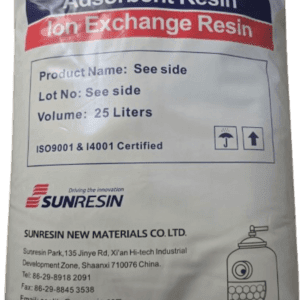 Adsorbent Resin
Ion Exchange Resin
Product Name: See side
Lot No: See side
Volume: 25 Liters
ISO9001 & I4001 Certified
Driving the innovation
SUNRESIN
SUNRESIN NEW MATERIALS CO. LTD.
Sunresin Park,135 Jinye Rd, Xi'an Hi-tech Industrial
Development Zone, Shaanxi 710076 China.
Tel: 86-29-8918 2091
Fax: 86-29-8845 3538